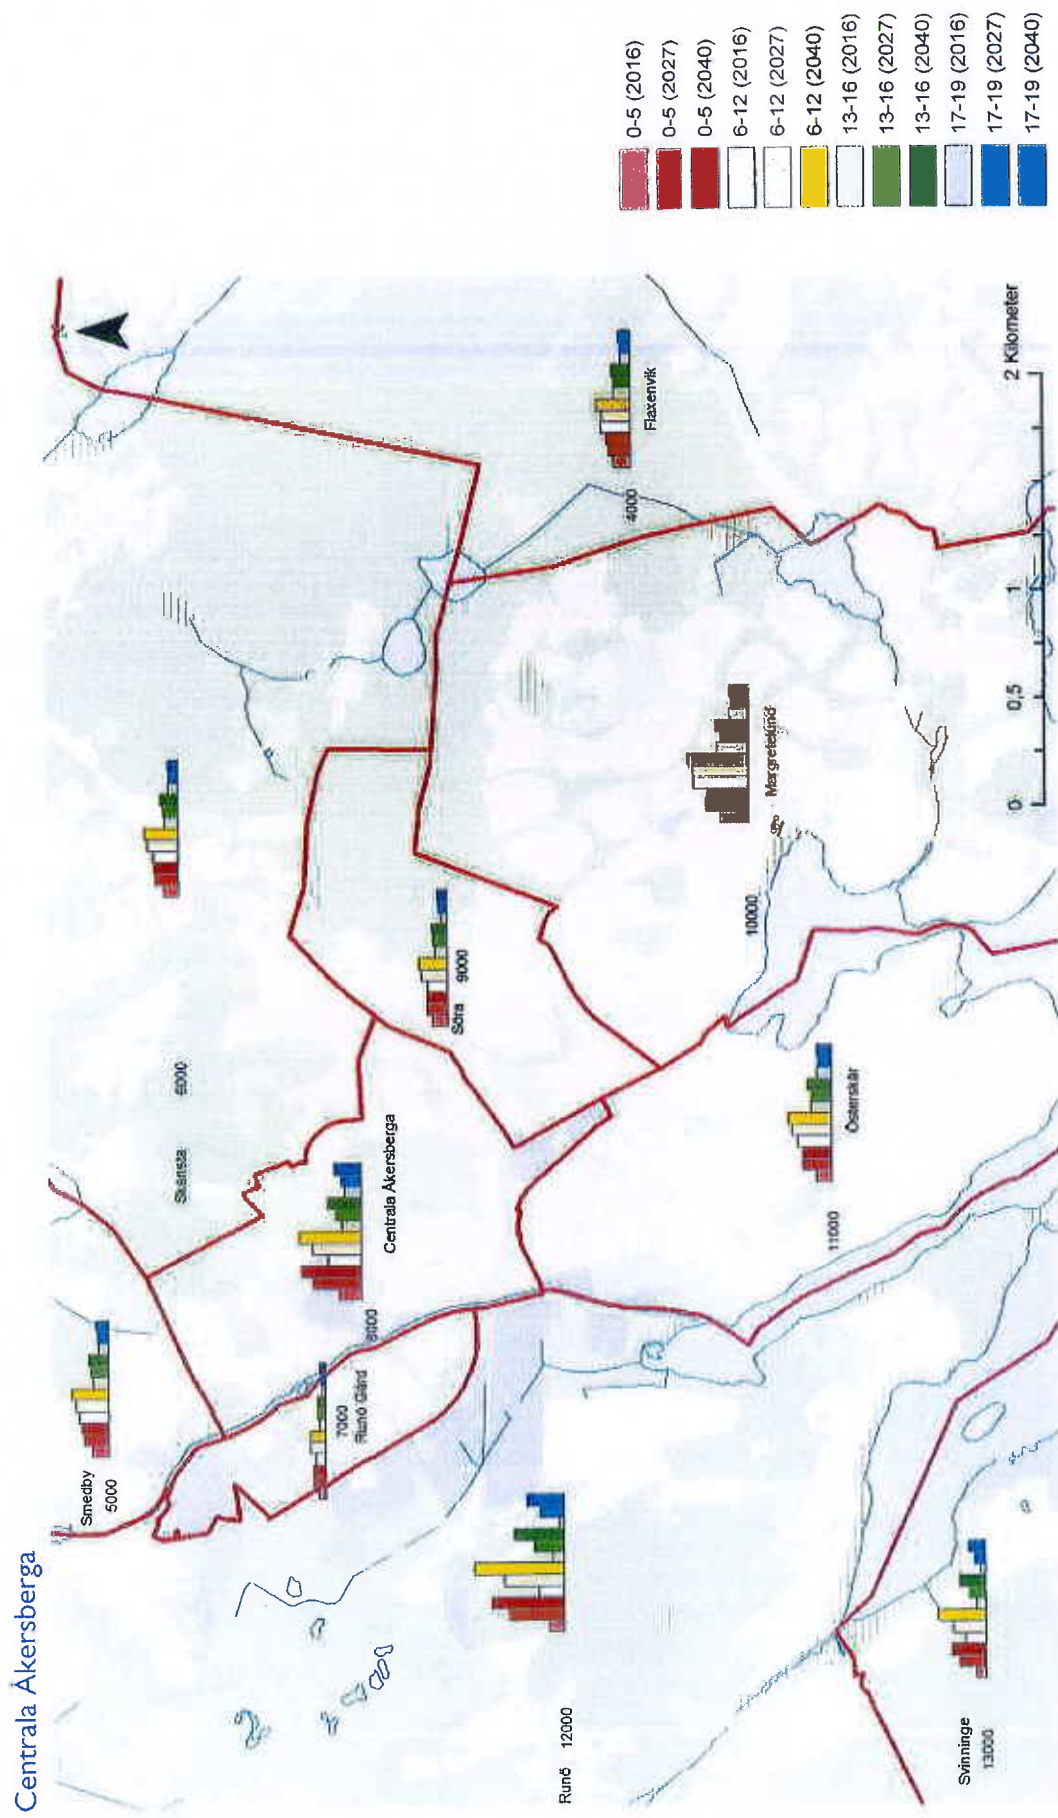 Centrala Åkersberga
Smedby
5000
Skånsta 6000
Centrala Åkersberga
8000
7000
Runö Gård
Söra 9000
Flaxenvik
4000
Margretelund
10000
Österskär
11000
Runö 12000
Svinninge
13000
0 0,5 1 2 Kilometer
0-5 (2016)
0-5 (2027)
0-5 (2040)
6-12 (2016)
6-12 (2027)
6-12 (2040)
13-16 (2016)
13-16 (2027)
13-16 (2040)
17-19 (2016)
17-19 (2027)
17-19 (2040)